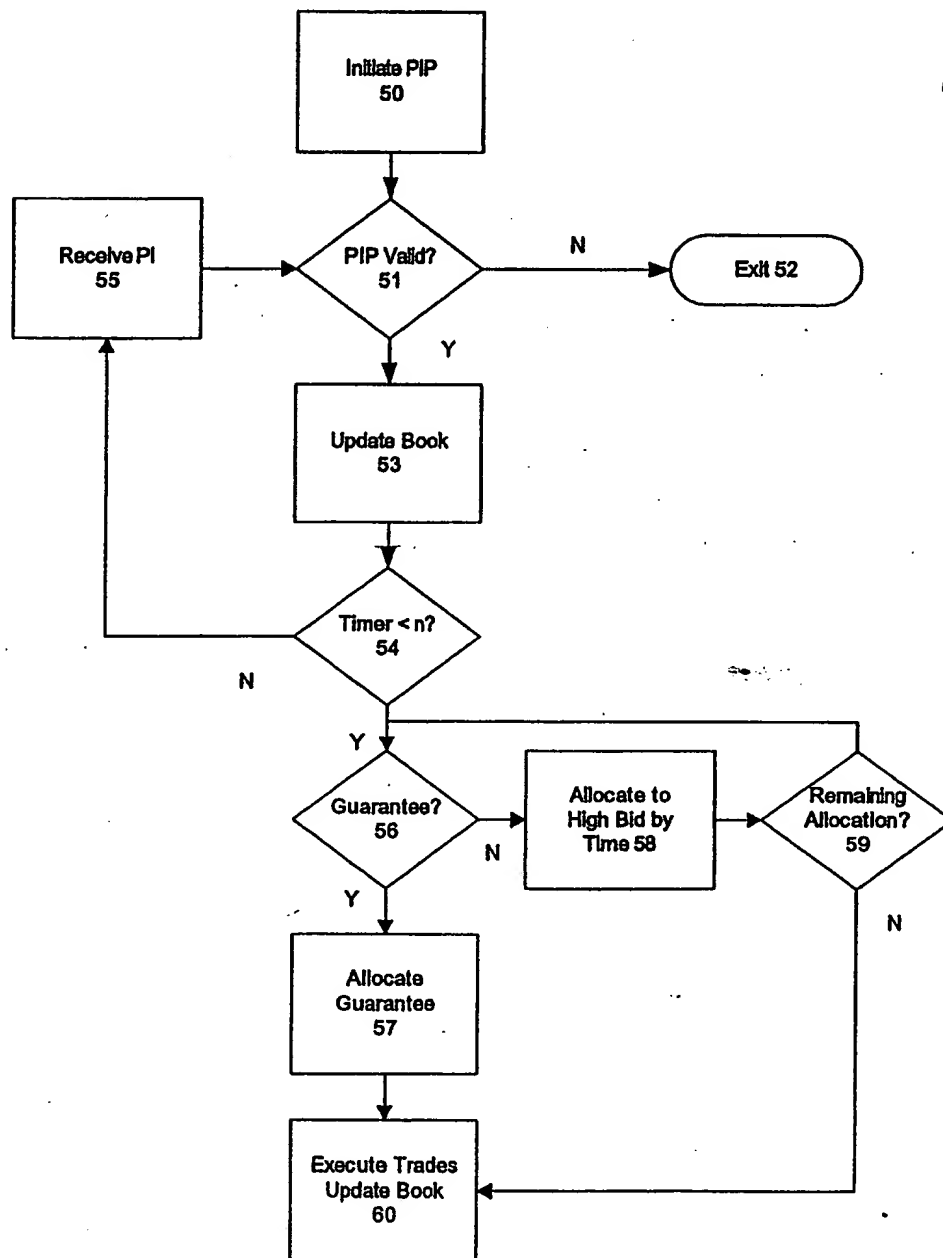 Initiate PIP
50
Receive PI
55
PIP Valid?
51
N
Exit 52
Y
Update Book
53
Timer < n?
54
N
Y
Guarantee?
56
N
Allocate to
High Bid by
Time 58
Remaining
Allocation?
59
Y
N
Allocate
Guarantee
57
Execute Trades
Update Book
60